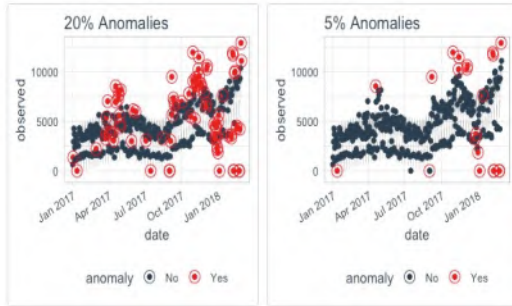 20% Anomalies
observed
10000
5000
0
Jan 2017
Apr 2017
Jul 2017
Oct 2017
Jan 2018
date
anomaly No Yes
5% Anomalies
observed
10000
5000
0
Jan 2017
Apr 2017
Jul 2017
Oct 2017
Jan 2018
date
anomaly No Yes